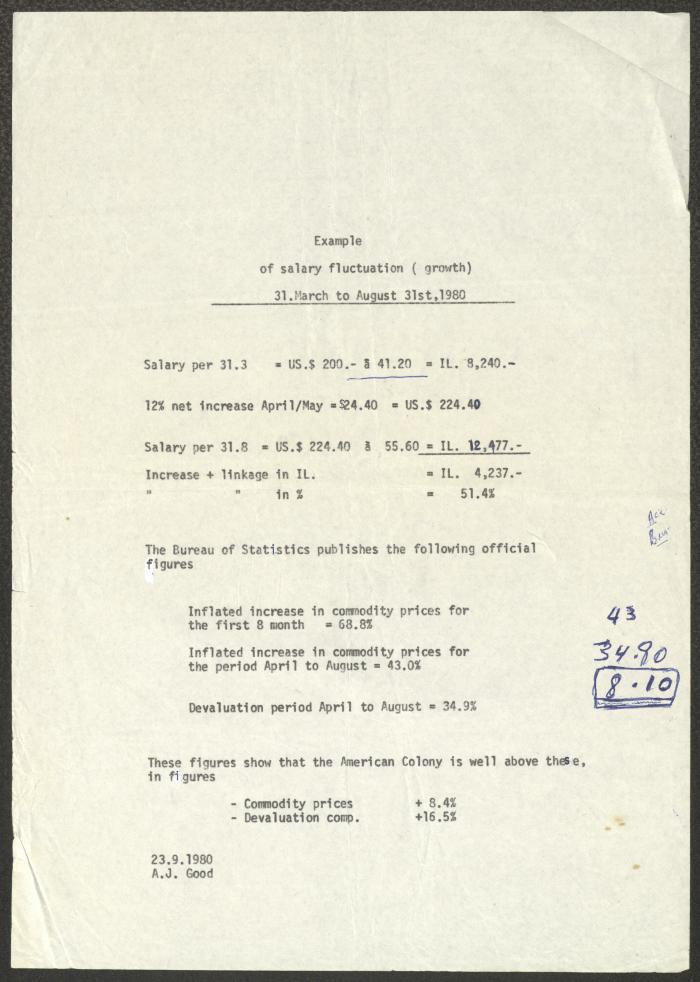 Example
of salary fluctuation ( growth)
31.March to August 31st,1980
Salary per 31.3 = US.$ 200.- ā 41.20 = IL. 8,240.-
12% net increase April/May =$24.40 = US.$ 224.40
Salary per 31.8 = US.$ 224.40 ā 55.60 = IL. 12,477.-
Increase + linkage in IL. = IL. 4,237.-
" " in % = 51.4%
The Bureau of Statistics publishes the following official
figures
Inflated increase in commodity prices for
the first 8 month = 68.8%
43
Inflated increase in commodity prices for
the period April to August = 43.0%
34.90
8.10
Devaluation period April to August = 34.9%
These figures show that the American Colony is well above these,
in figures
- Commodity prices + 8.4%
- Devaluation comp. +16.5%
23.9.1980
A.J. Good